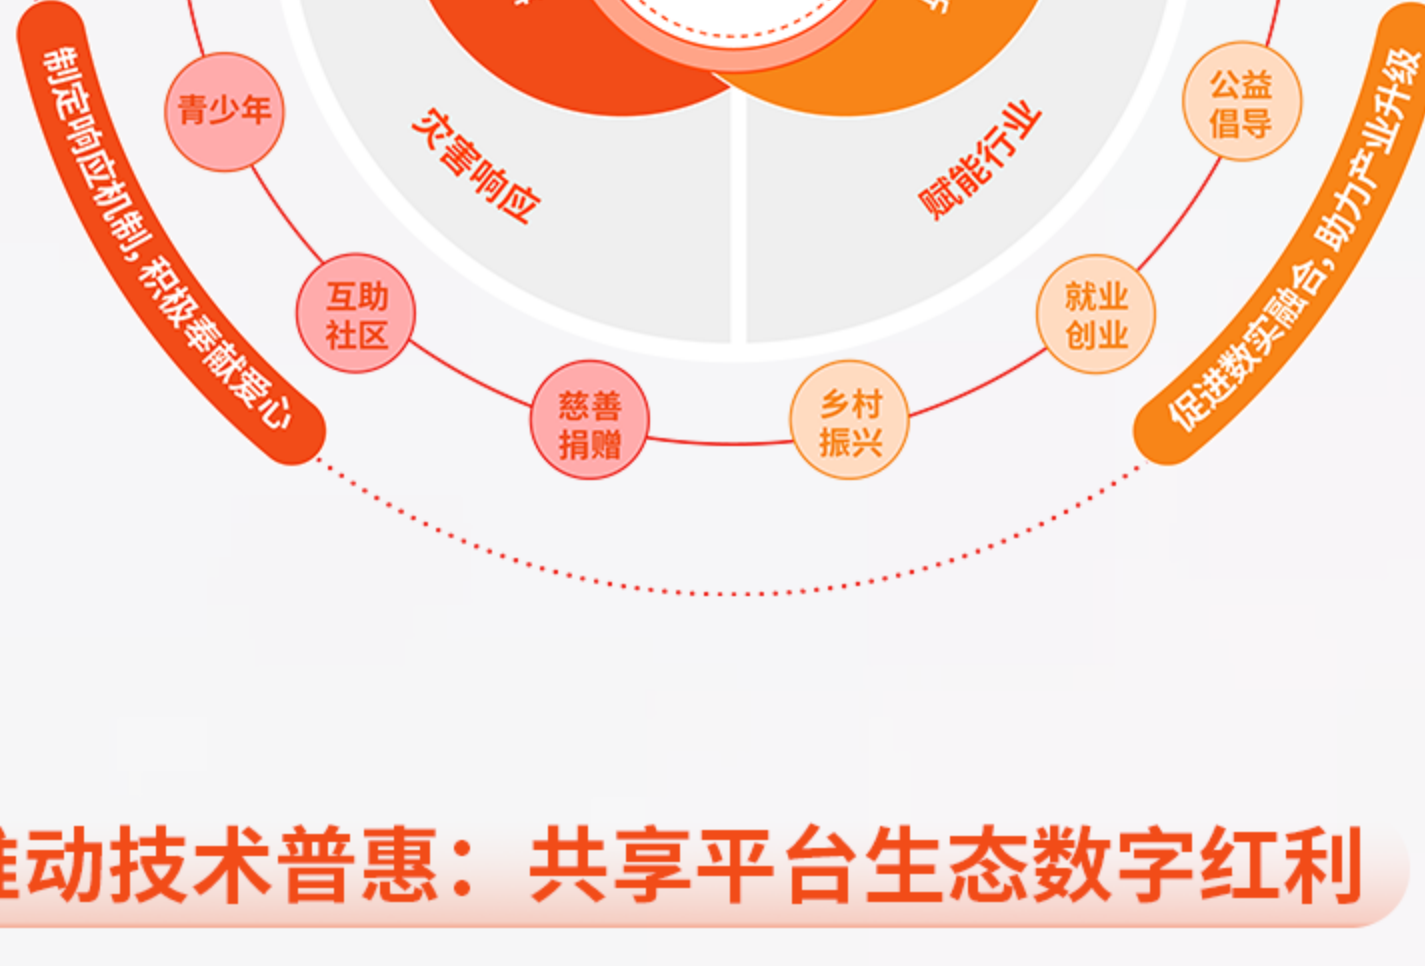 制定响应机制，积极奉献爱心
青少年
互助
社区
慈善
捐赠
灾害响应
赋能行业
乡村
振兴
就业
创业
公益
倡导
促进数实融合，助力产业升级
推动技术普惠：共享平台生态数字红利